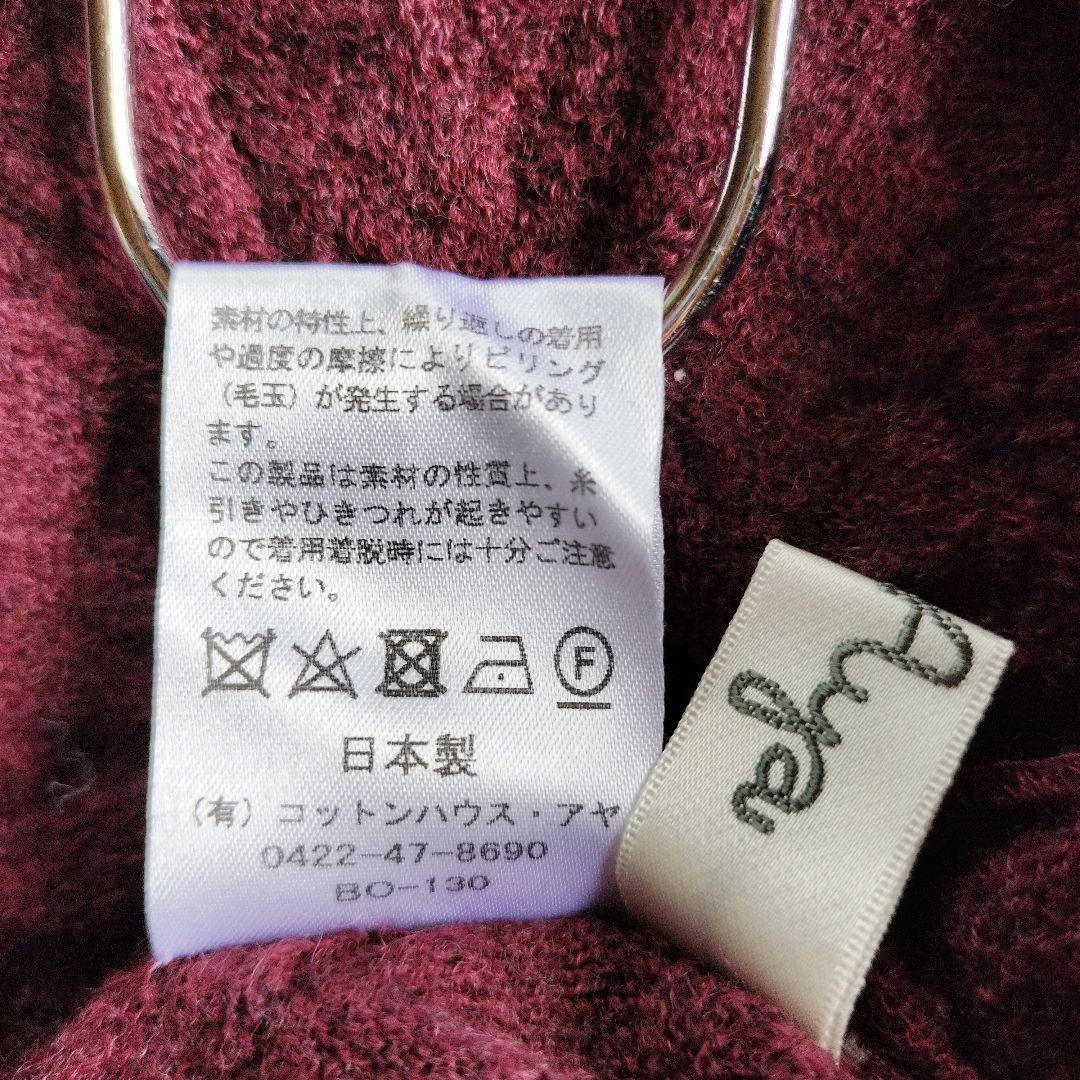 素材の特性上、繰り返しの着用
や過度の摩擦によりピリング
（毛玉）が発生する場合があり
ます。
この製品は素材の性質上、糸
引きやひきつれが起きやすい
ので着用着脱時には十分ご注意
ください。
F
日本製
（有）コットンハウス・アヤ
0422-47-8690
BO-130